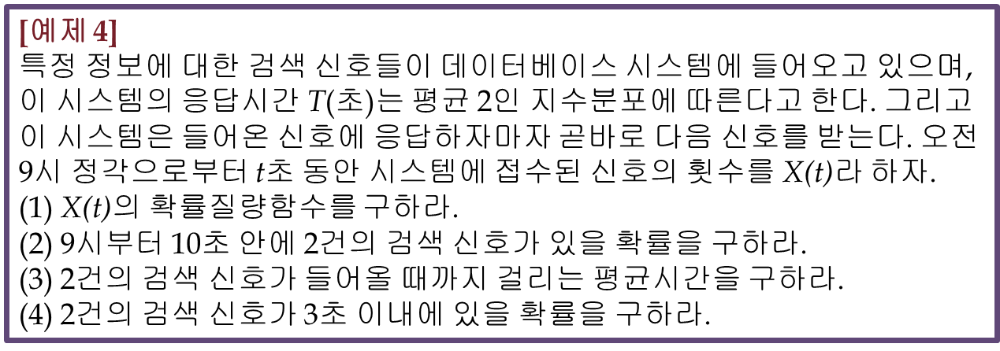 [예제 4]
특정 정보에 대한 검색 신호들이 데이터베이스 시스템에 들어오고 있으며,
이 시스템의 응답시간 T(초)는 평균 2인 지수분포에 따른다고 한다. 그리고
이 시스템은 들어온 신호에 응답하자마자 곧바로 다음 신호를 받는다. 오전
9시 정각으로부터 t초 동안 시스템에 접수된 신호의 횟수를 X(t)라 하자.
(1) X(t)의 확률질량함수를 구하라.
(2) 9시부터 10초 안에 2건의 검색 신호가 있을 확률을 구하라.
(3) 2건의 검색 신호가 들어올 때까지 걸리는 평균시간을 구하라.
(4) 2건의 검색 신호가 3초 이내에 있을 확률을 구하라.